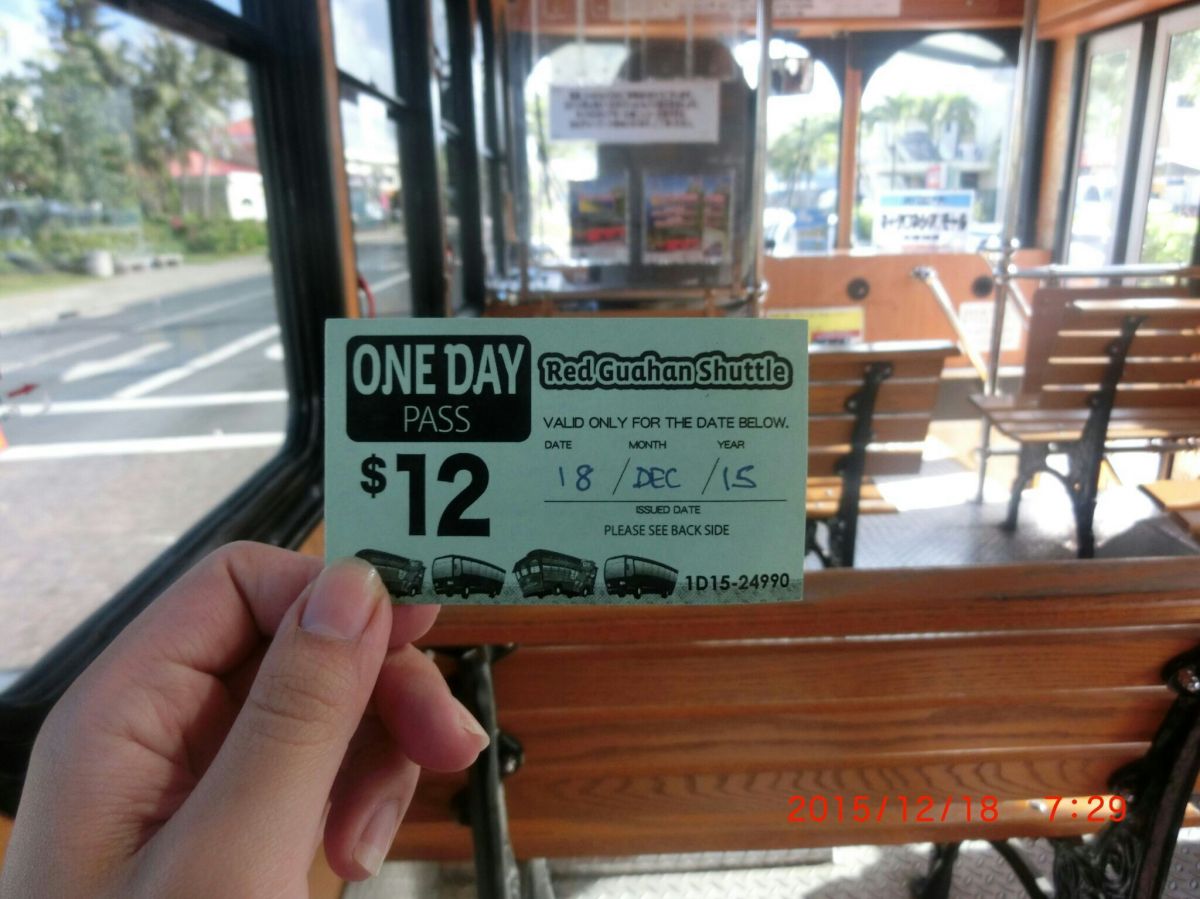 ONE DAY
PASS
$12
Red Guahan Shuttle
VALID ONLY FOR THE DATE BELOW.
DATE MONTH YEAR
18 / DEC / 15
ISSUED DATE
PLEASE SEE BACK SIDE
1D15-24990
2015/12/18 7:29